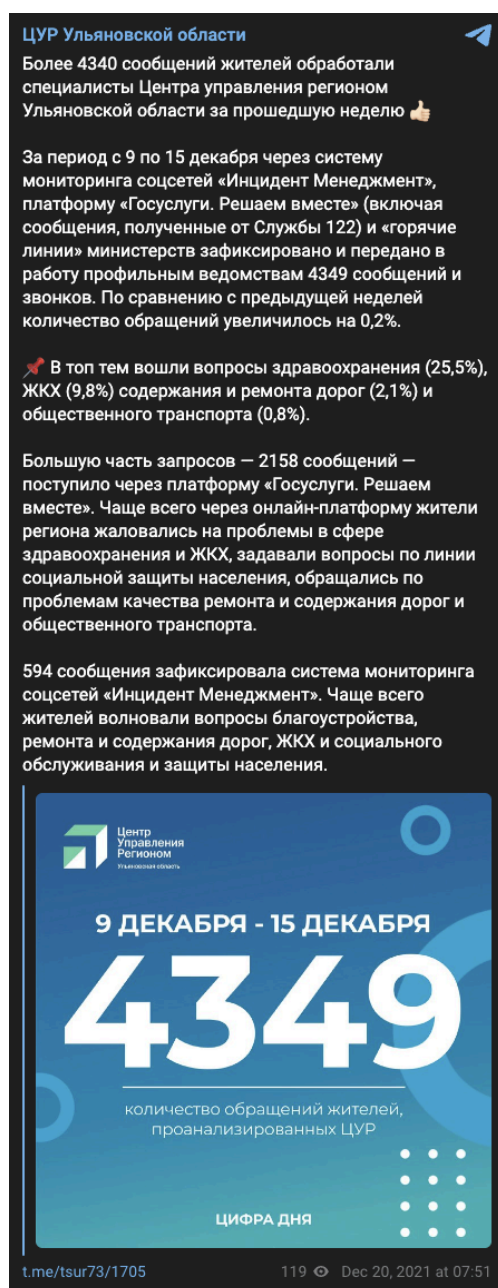 ЦУР Ульяновской области
Более 4340 сообщений жителей обработали
специалисты Центра управления регионом
Ульяновской области за прошедшую неделю 👍🏻
За период с 9 по 15 декабря через систему
мониторинга соцсетей «Инцидент Менеджмент»,
платформу «Госуслуги. Решаем вместе» (включая
сообщения, полученные от Службы 122) и «горячие
линии» министерств зафиксировано и передано в
работу профильным ведомствам 4349 сообщений и
звонков. По сравнению с предыдущей неделей
количество обращений увеличилось на 0,2%.
📌 В топ тем вошли вопросы здравоохранения (25,5%),
ЖКХ (9,8%) содержания и ремонта дорог (2,1%) и
общественного транспорта (0,8%).
Большую часть запросов — 2158 сообщений —
поступило через платформу «Госуслуги. Решаем
вместе». Чаще всего через онлайн-платформу жители
региона жаловались на проблемы в сфере
здравоохранения и ЖКХ, задавали вопросы по линии
социальной защиты населения, обращались по
проблемам качества ремонта и содержания дорог и
общественного транспорта.
594 сообщения зафиксировала система мониторинга
соцсетей «Инцидент Менеджмент». Чаще всего
жителей волновали вопросы благоустройства,
ремонта и содержания дорог, ЖКХ и социального
обслуживания и защиты населения.
Центр
Управления
Регионом
Ульяновская область
9 ДЕКАБРЯ - 15 ДЕКАБРЯ
4349
количество обращений жителей,
проанализированных ЦУР
ЦИФРА ДНЯ
t.me/tsur73/1705 119 Dec 20, 2021 at 07:51